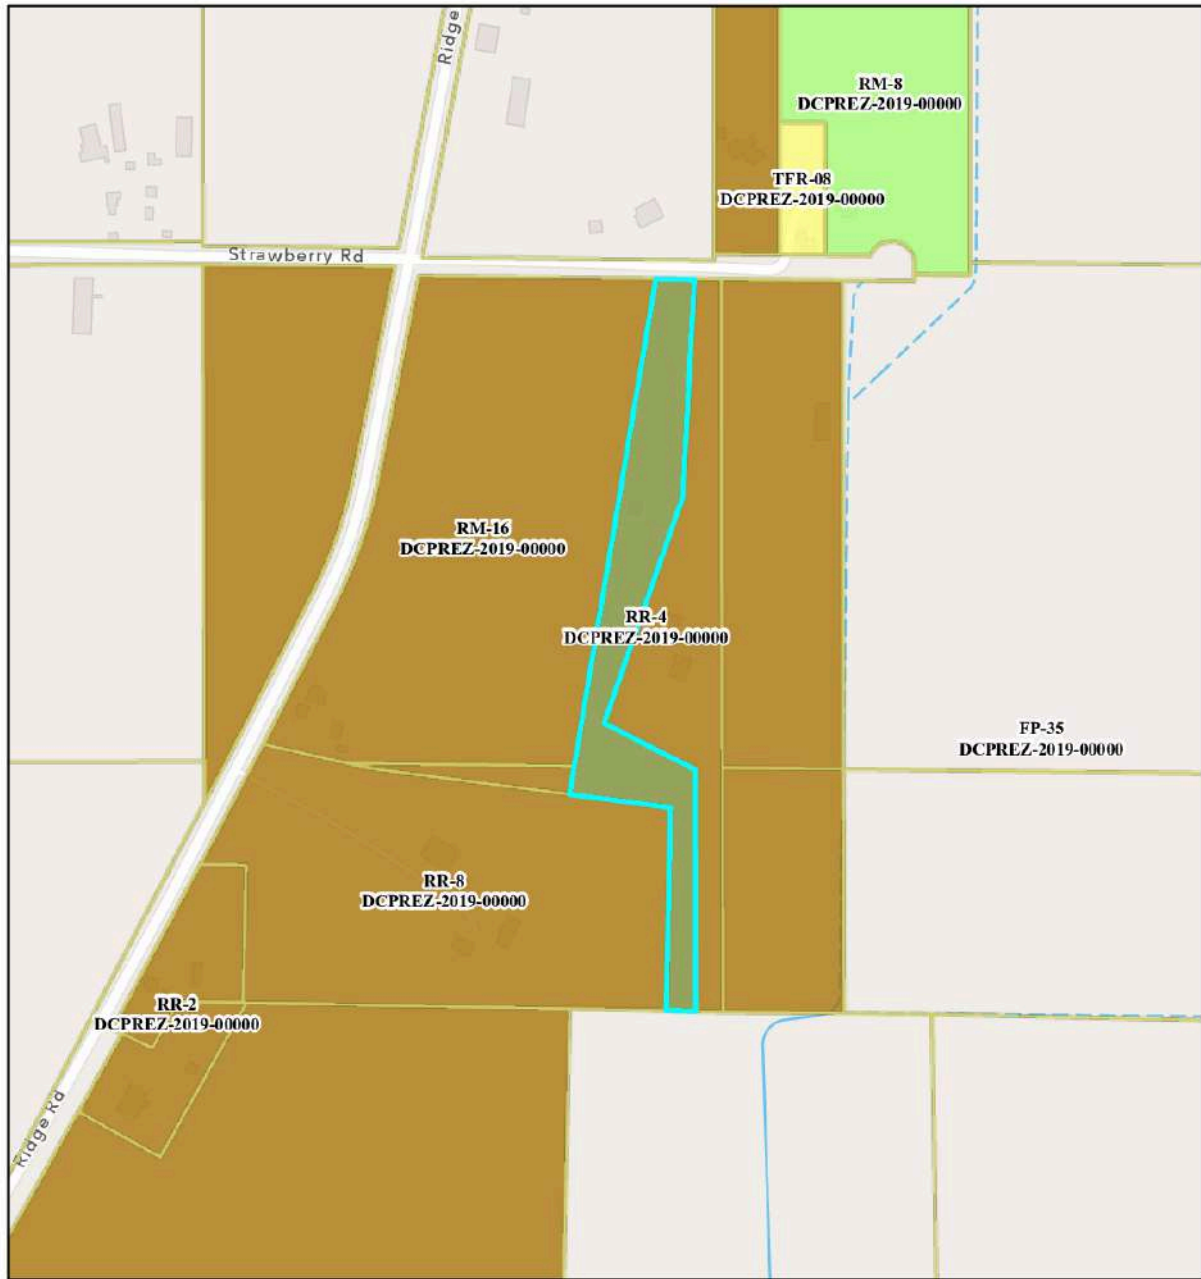 Ridge
RM-8
DCPREZ-2019-00000
TFR-08
DCPREZ-2019-00000
Strawberry Rd
RM-16
DCPREZ-2019-00000
RR-4
DCPREZ-2019-00000
FP-35
DCPREZ-2019-00000
RR-8
DCPREZ-2019-00000
RR-2
DCPREZ-2019-00000
Ridge Rd